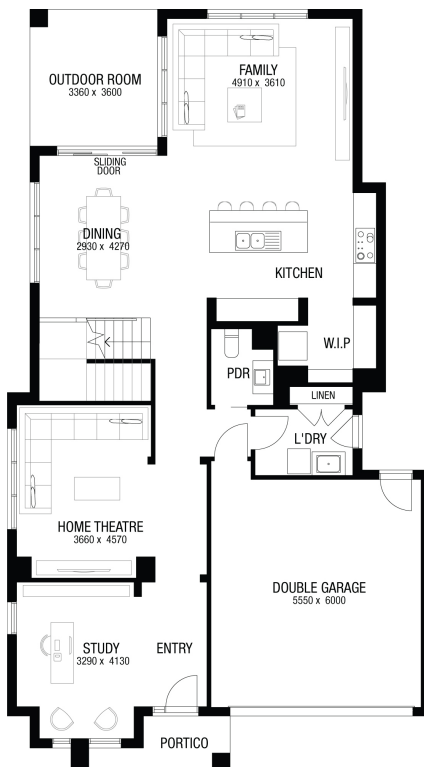 OUTDOOR ROOM
3360 x 3600
FAMILY
4910 x 3610
SLIDING
DOOR
DINING
2930 x 4270
KITCHEN
W.I.P
PDR
LINEN
L'DRY
HOME THEATRE
3660 x 4570
DOUBLE GARAGE
5550 x 6000
STUDY
3290 x 4130
ENTRY
PORTICO